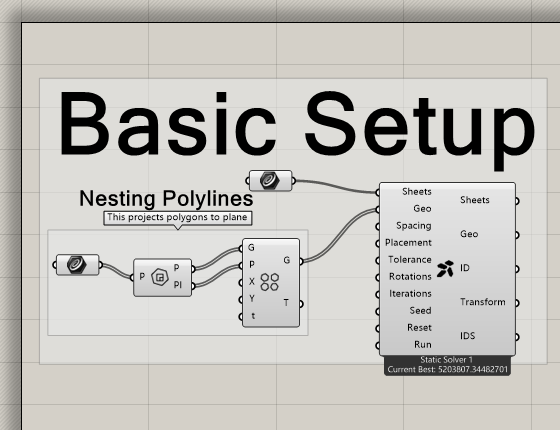 Basic Setup
Nesting Polylines
This projects polygons to plane
P
P
Pl
G
P
X
Y
t
G
T
Sheets
Geo
Spacing
Placement
Tolerance
Rotations
Iterations
Seed
Reset
Run
Sheets
Geo
ID
Transform
IDS
Static Solver 1
Current Best: 5203807.34482701